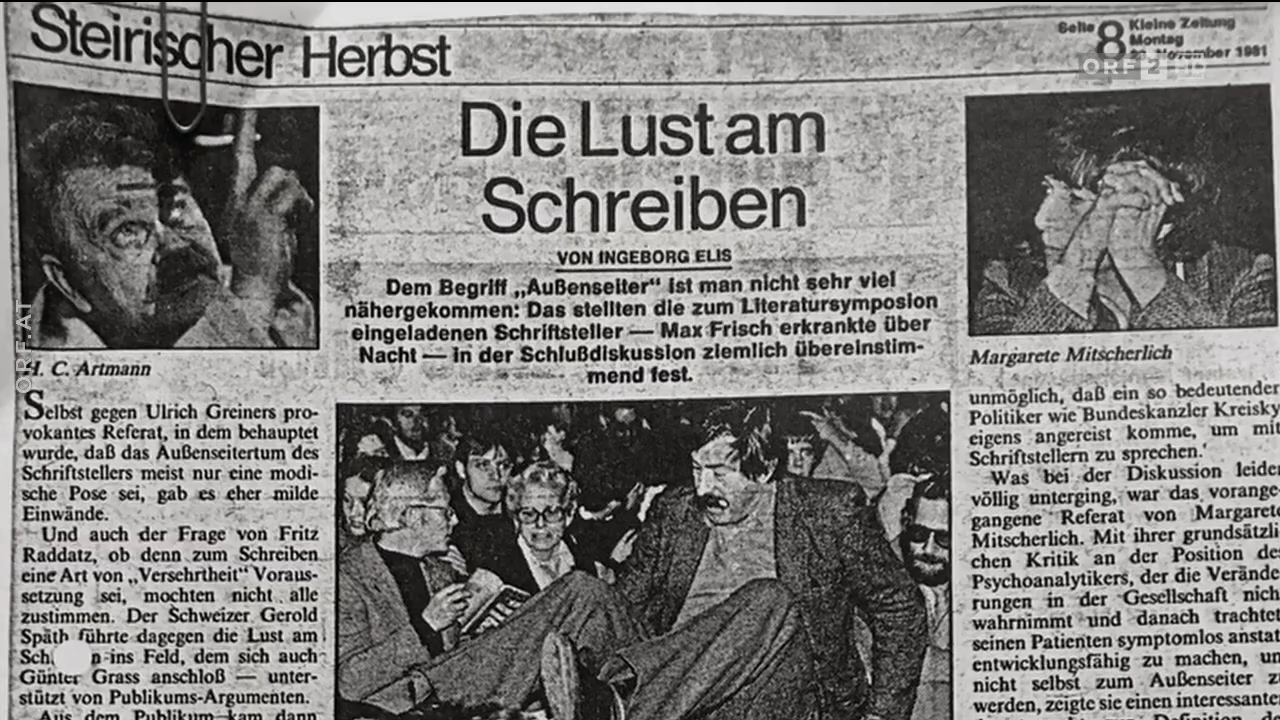 Steirischer Herbst
Seite 8 Kleine Zeitung
Montag
November 1981
ORF 2 HD
ORF.AT
Die Lust am
Schreiben
VON INGEBORG ELIS
Dem Begriff „Außenseiter“ ist man nicht sehr viel
nähergekommen: Das stellten die zum Literatursymposion
eingeladenen Schriftsteller — Max Frisch erkrankte über
Nacht — in der Schlußdiskussion ziemlich übereinstim-
mend fest.
H. C. Artmann
Selbst gegen Ulrich Greiners pro-
vokantes Referat, in dem behauptet
wurde, daß das Außenseitertum des
Schriftstellers meist nur eine modi-
sche Pose sei, gab es eher milde
Einwände.
Und auch der Frage von Fritz
Raddatz, ob denn zum Schreiben
eine Art von „Versehrtheit“ Voraus-
setzung sei, mochten nicht alle
zustimmen. Der Schweizer Gerold
Späth führte dagegen die Lust am
Sch n ins Feld, dem sich auch
Günter Grass anschloß — unter-
stützt von Publikums-Argumenten.
Aus dem Publikum kam dann
Margarete Mitscherlich
unmöglich, daß ein so bedeutender
Politiker wie Bundeskanzler Kreisky
eigens angereist komme, um mit
Schriftstellern zu sprechen.
Was bei der Diskussion leider
völlig unterging, war das vorange-
gangene Referat von Margarete
Mitscherlich. Mit ihrer grundsätzli-
chen Kritik an der Position des
Psychoanalytikers, der die Verände-
rungen in der Gesellschaft nich
wahrnimmt und danach trachtet
seinen Patienten symptomlos anstat
entwicklungsfähig zu machen, un
nicht selbst zum Außenseiter z
werden, zeigte sie einen interessante